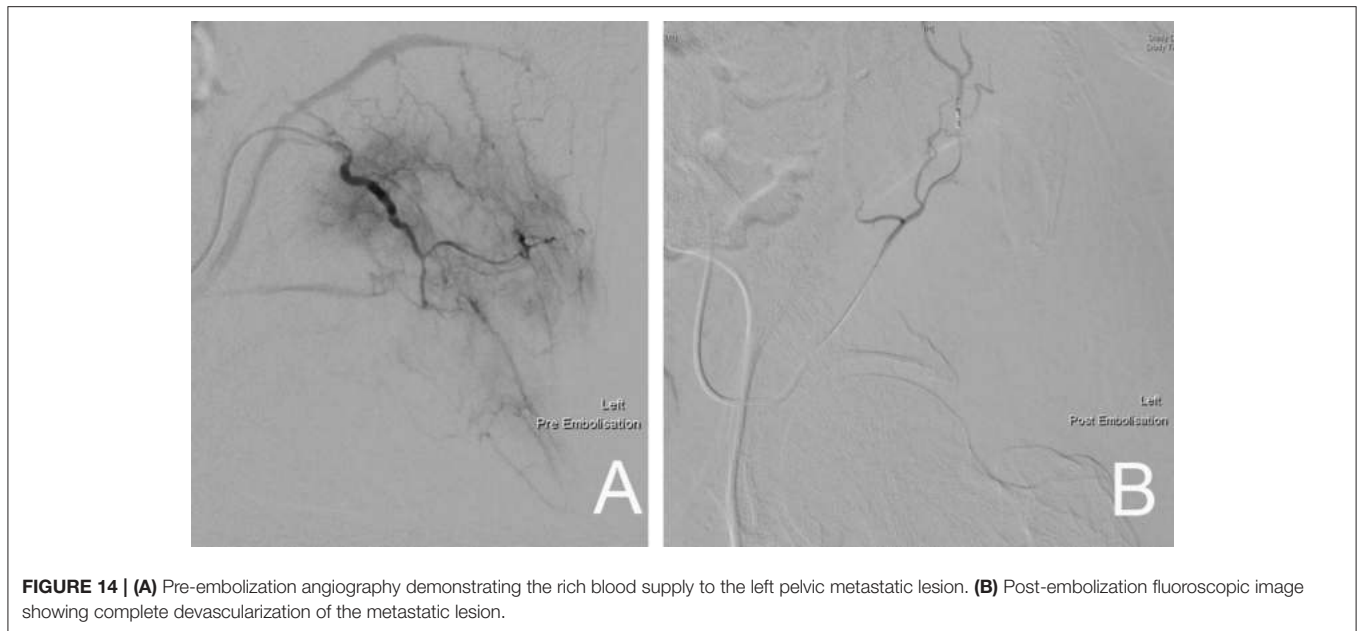 Left
Pre Embolisation
A
Left
Post Embolisation
B
FIGURE 14 | (A) Pre-embolization angiography demonstrating the rich blood supply to the left pelvic metastatic lesion. (B) Post-embolization fluoroscopic image
showing complete devascularization of the metastatic lesion.